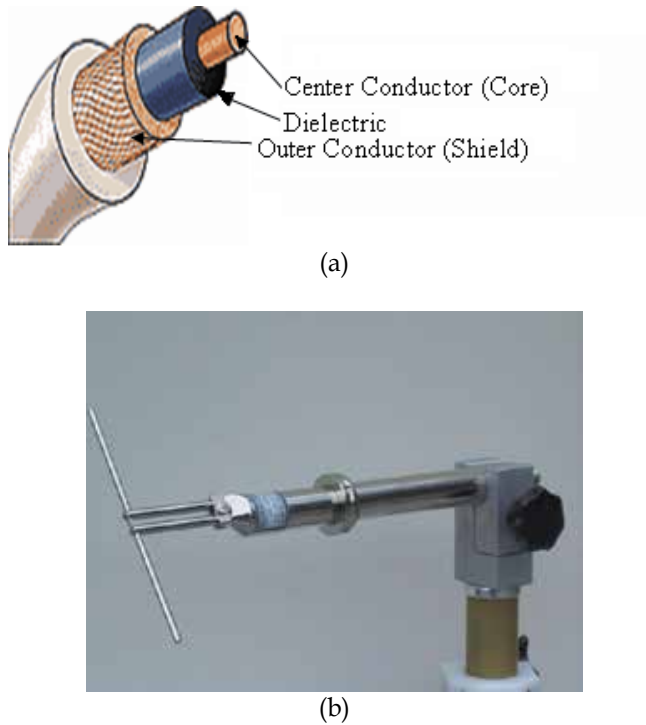 Center Conductor (Core)
Dielectric
Outer Conductor (Shield)
(a)
(b)